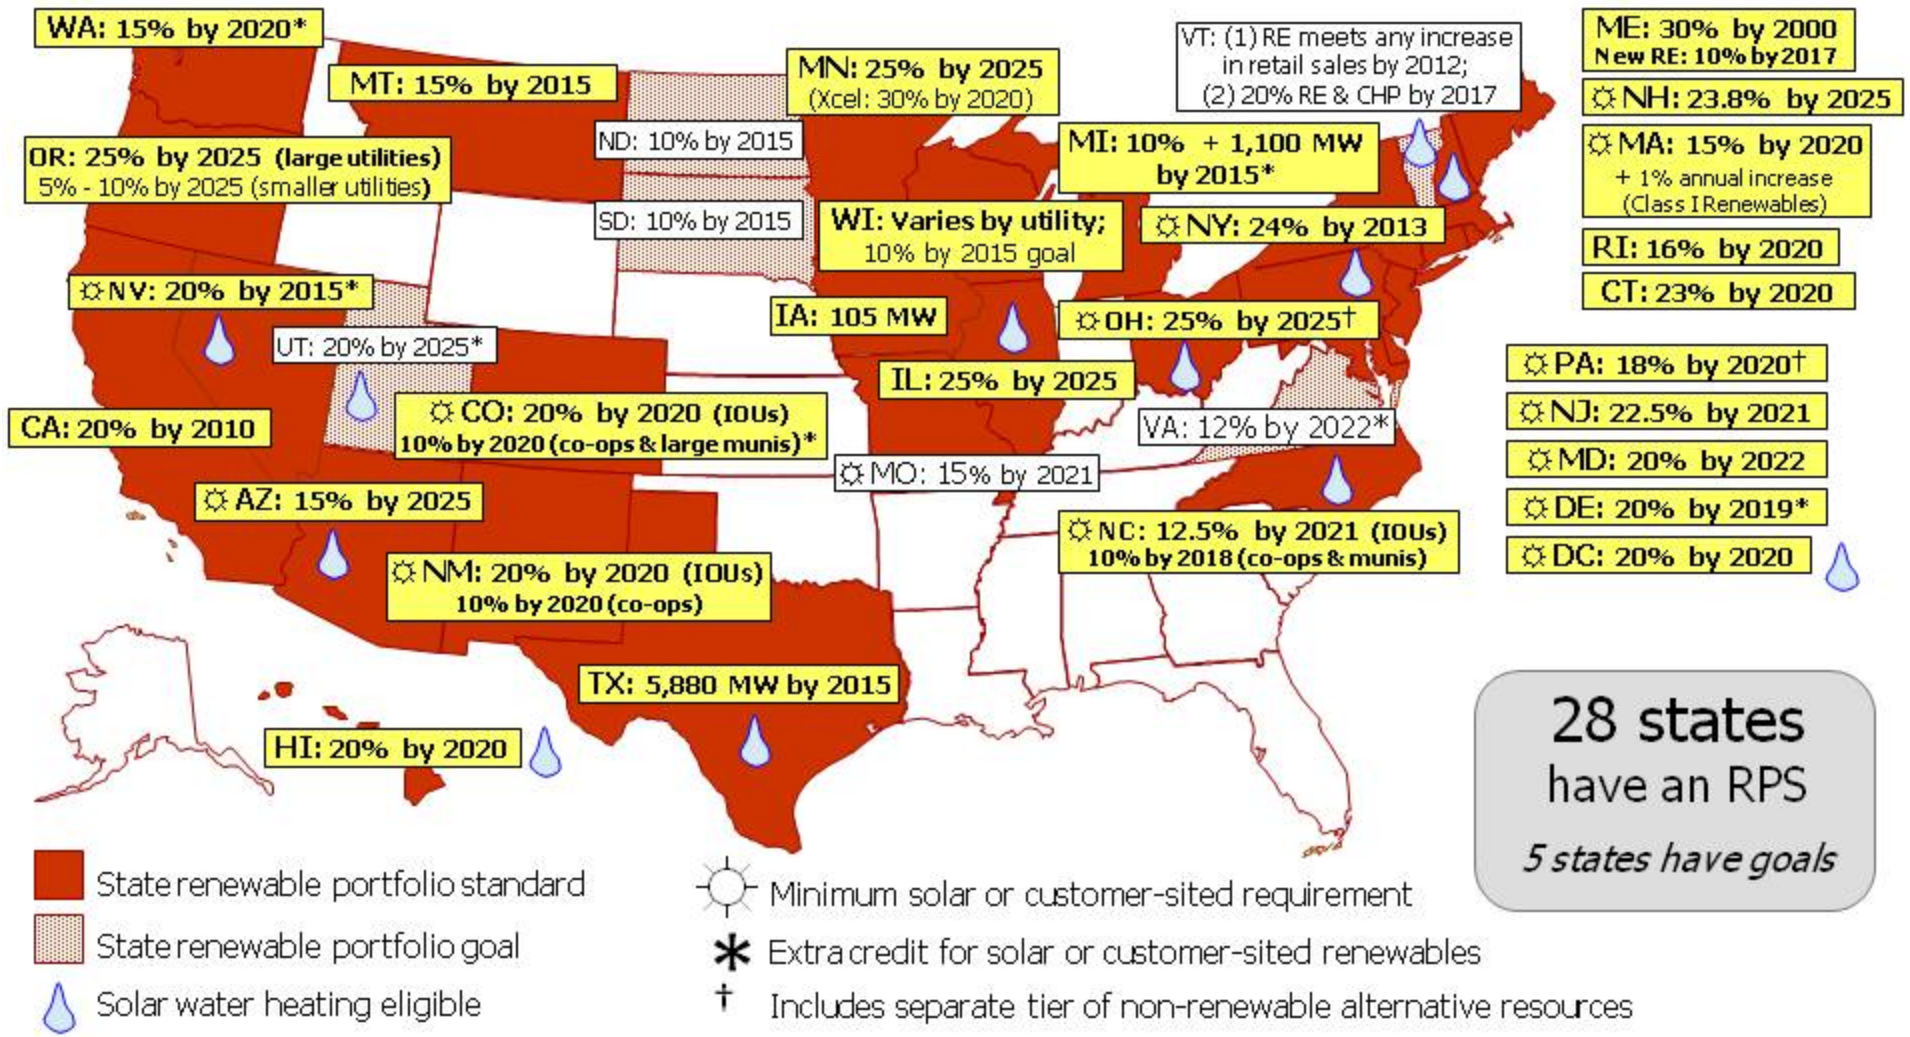 WA: 15% by 2020*
MT: 15% by 2015
MN: 25% by 2025
(Xcel: 30% by 2020)
VT: (1) RE meets any increase
in retail sales by 2012;
(2) 20% RE & CHP by 2017
ME: 30% by 2000
New RE: 10% by 2017
☼ NH: 23.8% by 2025
☼ MA: 15% by 2020
+ 1% annual increase
(Class I Renewables)
RI: 16% by 2020
CT: 23% by 2020
OR: 25% by 2025 (large utilities)
5% - 10% by 2025 (smaller utilities)
ND: 10% by 2015
SD: 10% by 2015
MI: 10% + 1,100 MW
by 2015*
WI: Varies by utility;
10% by 2015 goal
☼ NY: 24% by 2013
☼ NV: 20% by 2015*
UT: 20% by 2025*
IA: 105 MW
☼ OH: 25% by 2025†
IL: 25% by 2025
CA: 20% by 2010
☼ CO: 20% by 2020 (IOUs)
10% by 2020 (co-ops & large munis)*
VA: 12% by 2022*
☼ MO: 15% by 2021
☼ PA: 18% by 2020†
☼ NJ: 22.5% by 2021
☼ MD: 20% by 2022
☼ DE: 20% by 2019*
☼ DC: 20% by 2020
☼ AZ: 15% by 2025
☼ NM: 20% by 2020 (IOUs)
10% by 2020 (co-ops)
☼ NC: 12.5% by 2021 (IOUs)
10% by 2018 (co-ops & munis)
TX: 5,880 MW by 2015
HI: 20% by 2020
28 states
have an RPS
5 states have goals
State renewable portfolio standard
State renewable portfolio goal
Solar water heating eligible
☼ Minimum solar or customer-sited requirement
* Extra credit for solar or customer-sited renewables
† Includes separate tier of non-renewable alternative resources